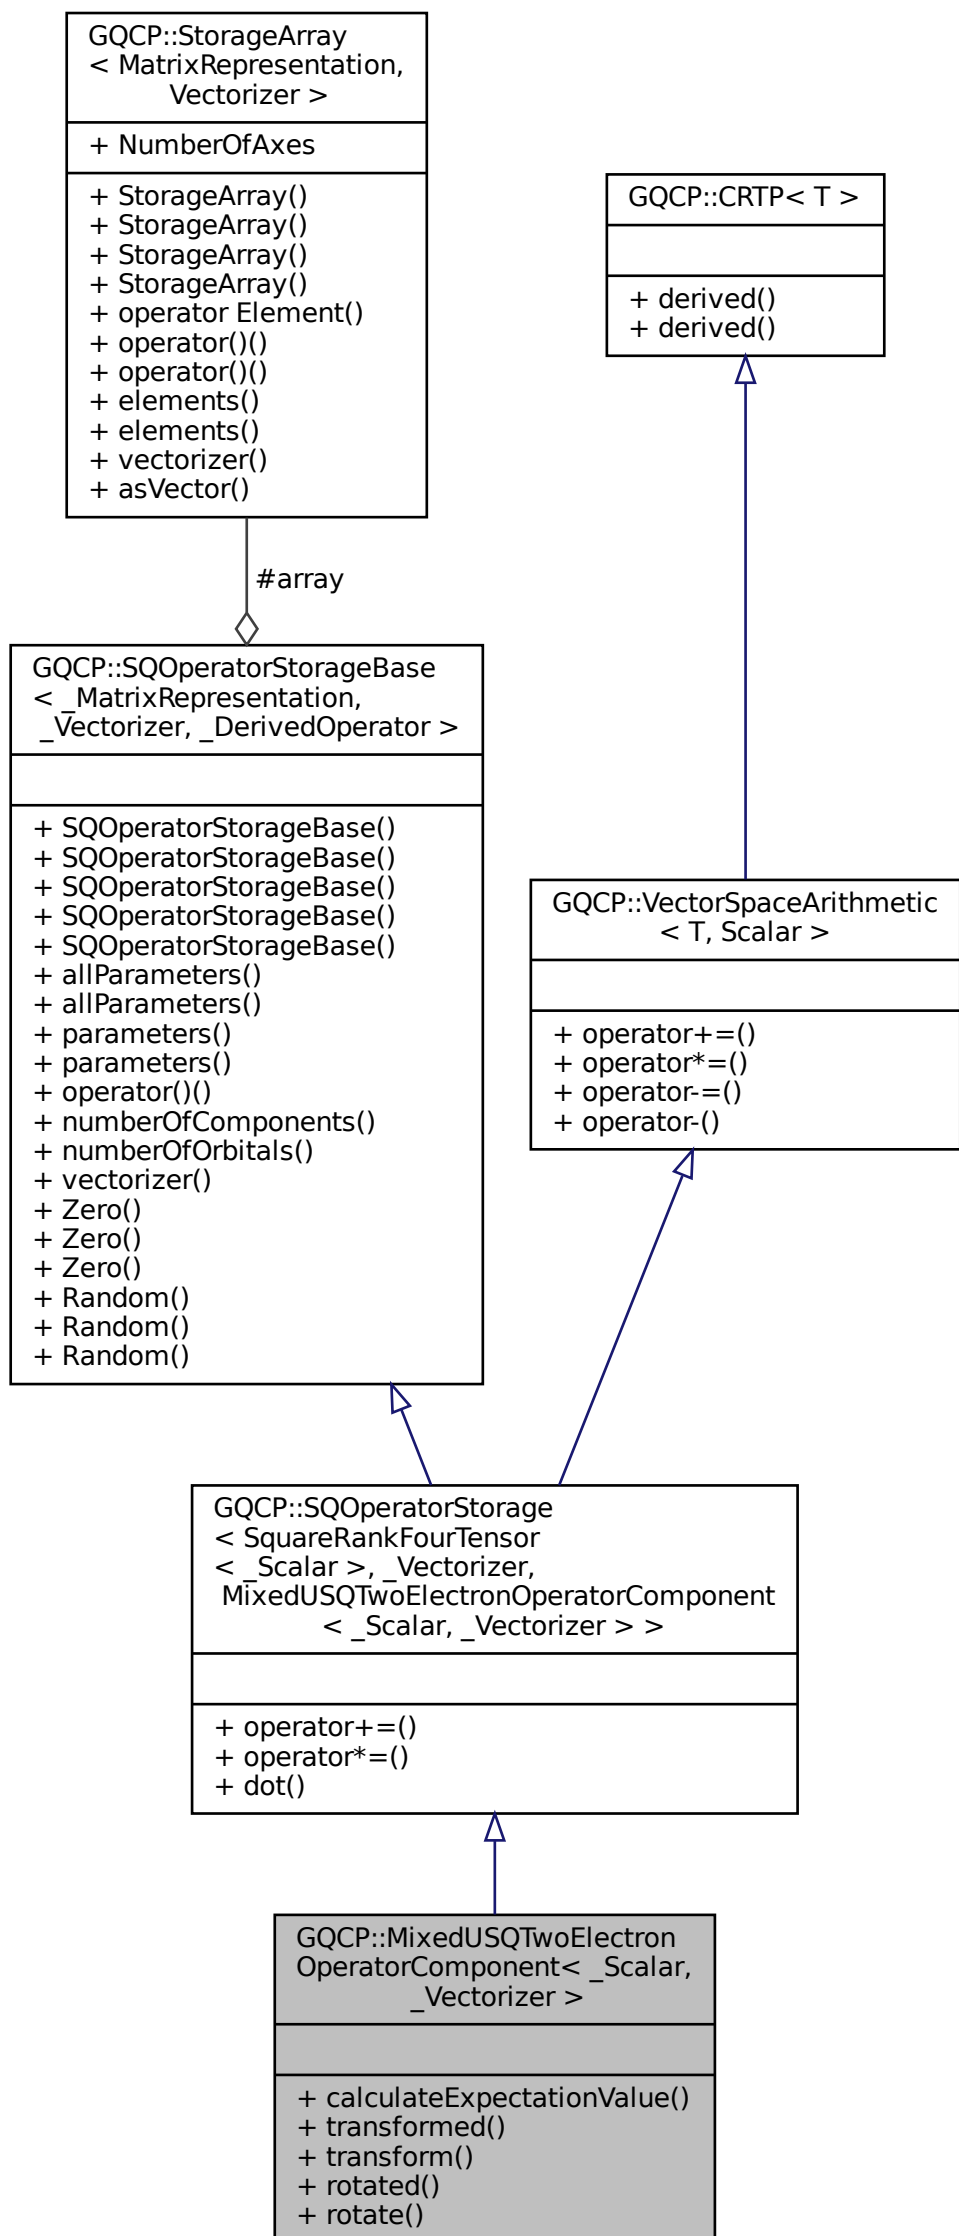 GQCP::StorageArray
< MatrixRepresentation,
Vectorizer >
+ NumberOfAxes
+ StorageArray()
+ StorageArray()
+ StorageArray()
+ StorageArray()
+ operator Element()
+ operator()()
+ operator()()
+ elements()
+ elements()
+ vectorizer()
+ asVector()
GQCP::CRTP< T >
+ derived()
+ derived()
#array
GQCP::SQOperatorStorageBase
< _MatrixRepresentation,
_Vectorizer, _DerivedOperator >
+ SQOperatorStorageBase()
+ SQOperatorStorageBase()
+ SQOperatorStorageBase()
+ SQOperatorStorageBase()
+ SQOperatorStorageBase()
+ allParameters()
+ allParameters()
+ parameters()
+ parameters()
+ operator()()
+ numberOfComponents()
+ numberOfOrbitals()
+ vectorizer()
+ Zero()
+ Zero()
+ Zero()
+ Random()
+ Random()
+ Random()
GQCP::VectorSpaceArithmetic
< T, Scalar >
+ operator+=()
+ operator*=()
+ operator-=()
+ operator-()
GQCP::SQOperatorStorage
< SquareRankFourTensor
< _Scalar >, _Vectorizer,
MixedUSQTwoElectronOperatorComponent
< _Scalar, _Vectorizer > >
+ operator+=()
+ operator*=()
+ dot()
GQCP::MixedUSQTwoElectron
OperatorComponent< _Scalar,
_Vectorizer >
+ calculateExpectationValue()
+ transformed()
+ transform()
+ rotated()
+ rotate()